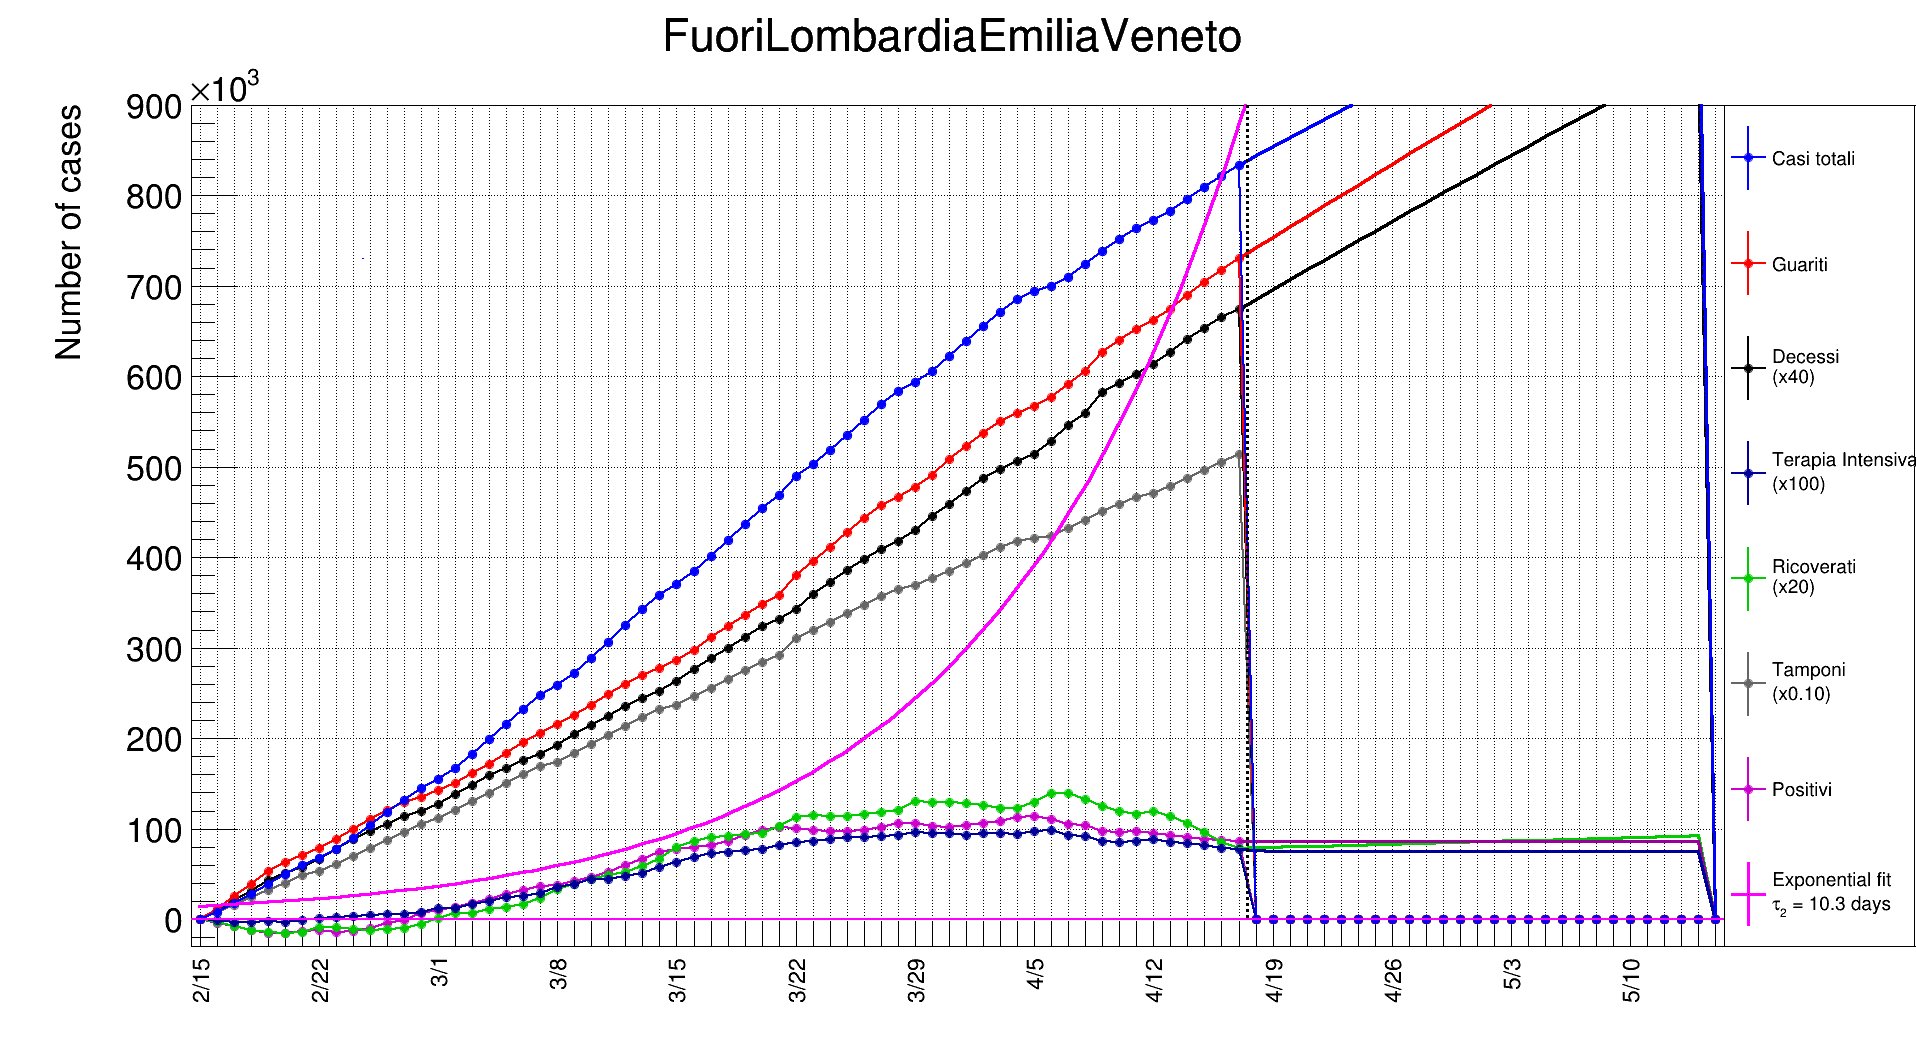 FuoriLombardiaEmiliaVeneto
×10³
Number of cases
900
800
700
600
500
400
300
200
100
0
2/15
2/22
3/1
3/8
3/15
3/22
3/29
4/5
4/12
4/19
4/26
5/3
5/10
Casi totali
Guariti
Decessi
(x40)
Terapia Intensiva
(x100)
Ricoverati
(x20)
Tamponi
(x0.10)
Positivi
Exponential fit
τ₂ = 10.3 days